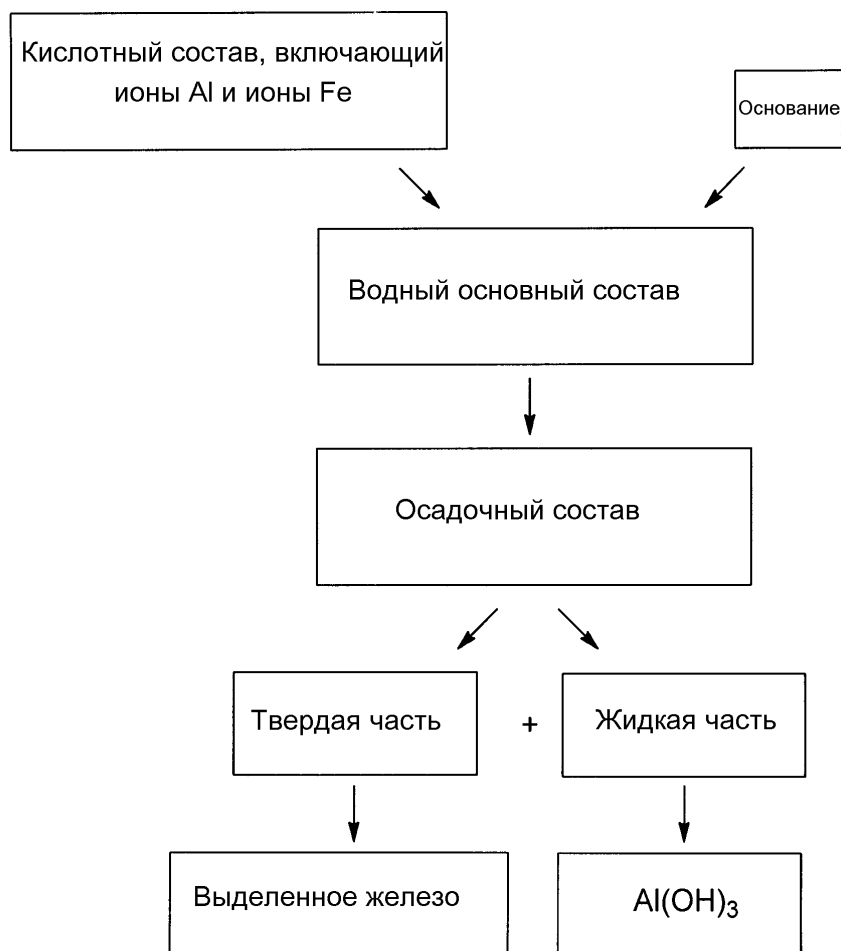 Кислотный состав, включающий
ионы Al и ионы Fe
Основание
Водный основный состав
Осадочный состав
Твердая часть
+
Жидкая часть
Выделенное железо
Al(OH)₃